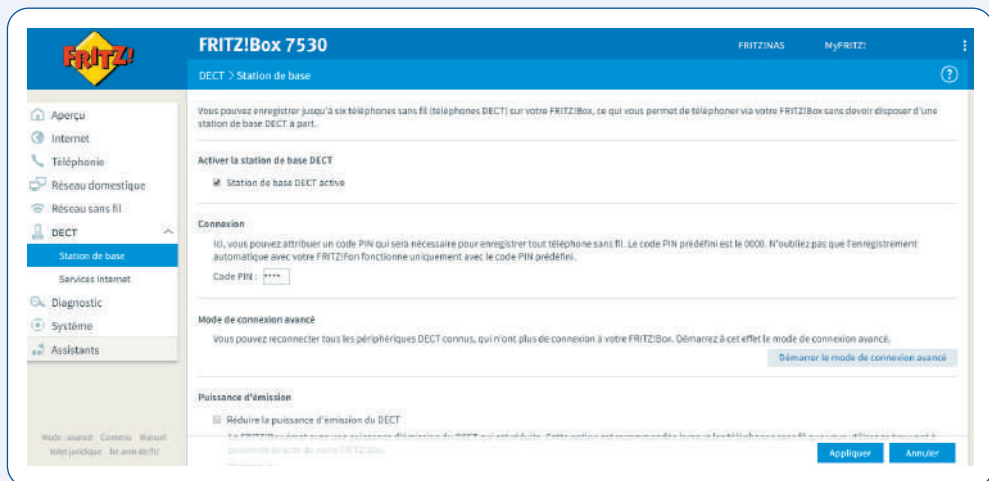 FRITZ!
FRITZ!Box 7530
FRITZ!NAS
MyFRITZ!
DECT > Station de base
?
Aperçu
Internet
Téléphonie
Réseau domestique
Réseau sans fil
DECT
Station de base
Services Internet
Diagnostic
Système
Assistants
Mode : avancé Contenu Manuel
Volet juridique
Vous pouvez enregistrer jusqu'à six téléphones sans fil (téléphones DECT) sur votre FRITZ!Box, ce qui vous permet de téléphoner via votre FRITZ!Box sans devoir disposer d'une
station de base DECT à part.
Activer la station de base DECT
Station de base DECT active
Connexion
Ici, vous pouvez attribuer un code PIN qui sera nécessaire pour enregistrer tout téléphone sans fil. Le code PIN prédéfini est le 0000. N'oubliez pas que l'enregistrement
automatique avec votre FRITZ!Fon fonctionne uniquement avec le code PIN prédéfini.
Code PIN : ****
Mode de connexion avancé
Vous pouvez reconnecter tous les périphériques DECT connus, qui n'ont plus de connexion à votre FRITZ!Box. Démarrez à cet effet le mode de connexion avancé.
Démarrer le mode de connexion avancé
Puissance d'émission
Réduire la puissance d'émission du DECT
Appliquer
Annuler